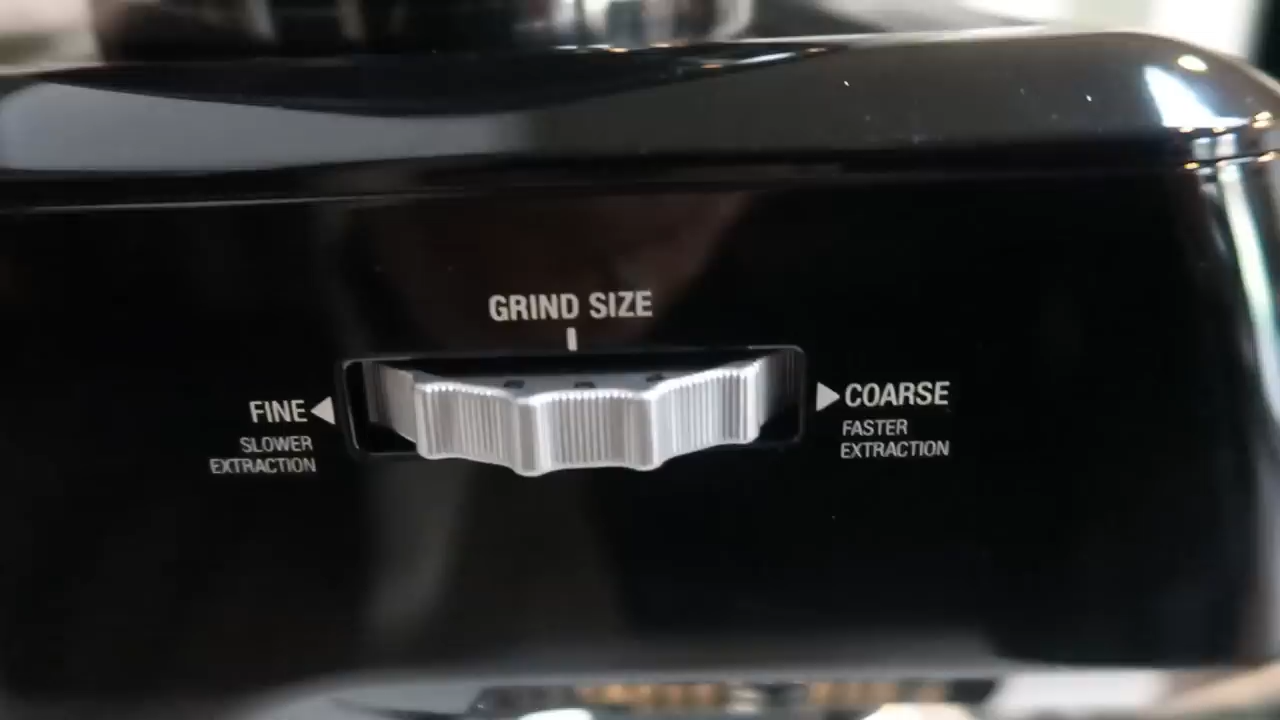 GRIND SIZE
FINE
SLOWER
EXTRACTION
COARSE
FASTER
EXTRACTION